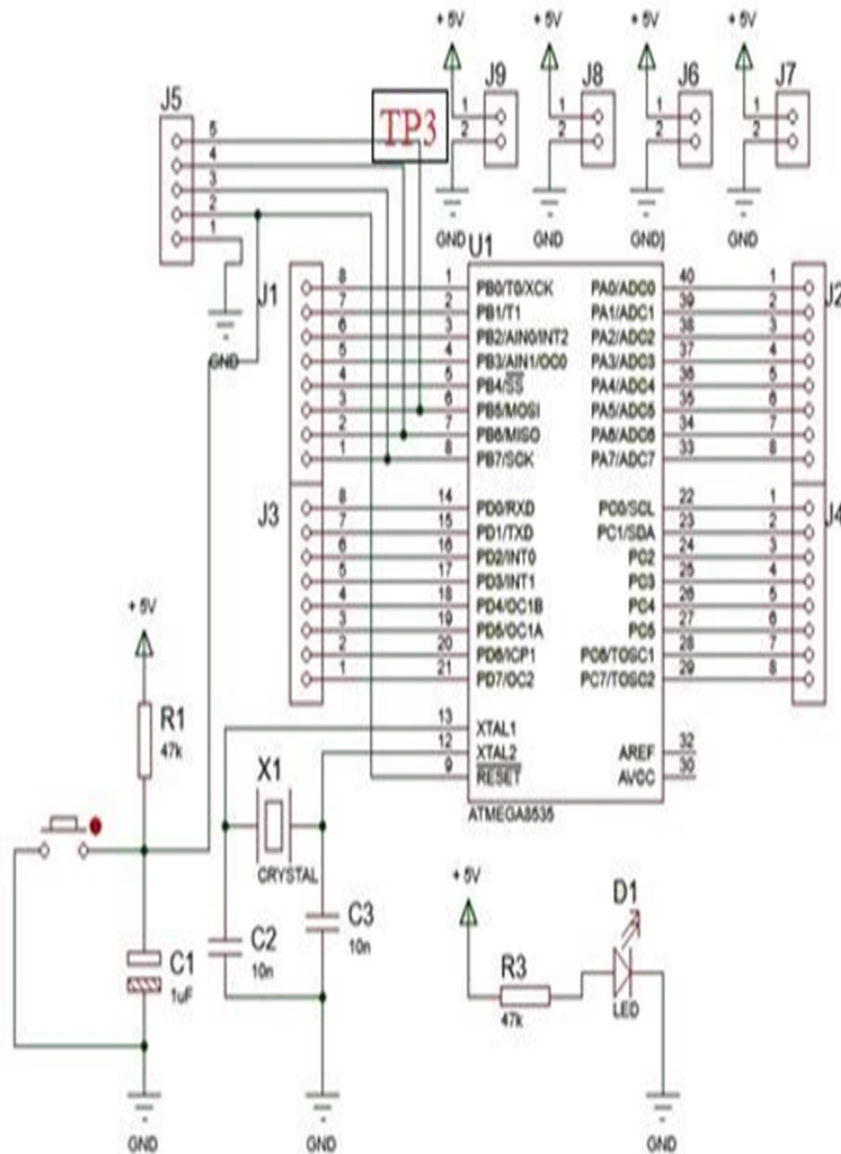 + 5V + 5V + 5V + 5V
J5 J9 J8 J6 J7
TP3
5
4
3
2
1
1 1 1 1
2 2 2 2
GND GND GND GND]
GND
U1
J1 J2
8 1 PB0/T0/XCK PA0/ADC0 40 1
7 2 PB1/T1 PA1/ADC1 39 2
6 3 PB2/AIN0/INT2 PA2/ADC2 38 3
5 4 PB3/AIN1/OC0 PA3/ADC3 37 4
4 5 PB4/SS PA4/ADC4 36 5
3 6 PB5/MOSI PA5/ADC5 35 6
2 7 PB6/MISO PA6/ADC6 34 7
1 8 PB7/SCK PA7/ADC7 33 8
J3 J4
8 14 PD0/RXD PC0/SCL 22 1
7 15 PD1/TXD PC1/SDA 23 2
6 16 PD2/INT0 PC2 24 3
5 17 PD3/INT1 PC3 25 4
4 18 PD4/OC1B PC4 26 5
3 19 PD5/OC1A PC5 27 6
2 20 PD6/ICP1 PC6/TOSC1 28 7
1 21 PD7/OC2 PC7/TOSC2 29 8
13 XTAL1
12 XTAL2 AREF 32
9 RESET AVCC 30
ATMEGA8535
+ 5V
R1
47k
X1
CRYSTAL
C1
1uF
C2
10n
C3
10n
+ 5V
R3
47k
D1
LED
GND GND GND